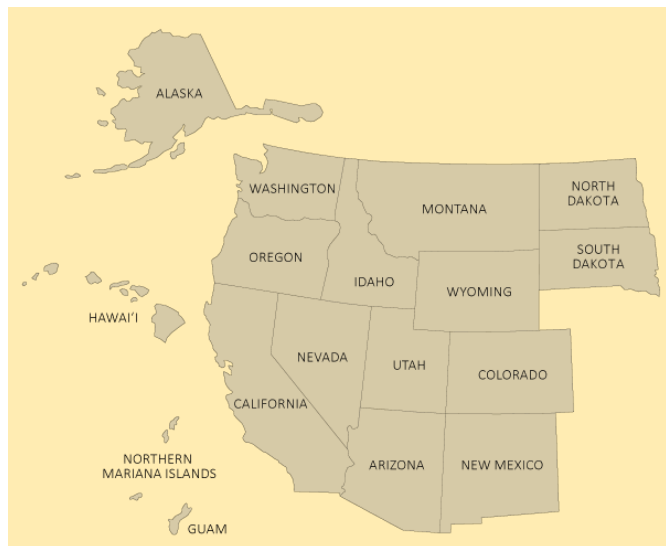 ALASKA
WASHINGTON
MONTANA
NORTH
DAKOTA
OREGON
SOUTH
DAKOTA
IDAHO
WYOMING
HAWAIʻI
NEVADA
UTAH
COLORADO
CALIFORNIA
NORTHERN
MARIANA ISLANDS
ARIZONA
NEW MEXICO
GUAM